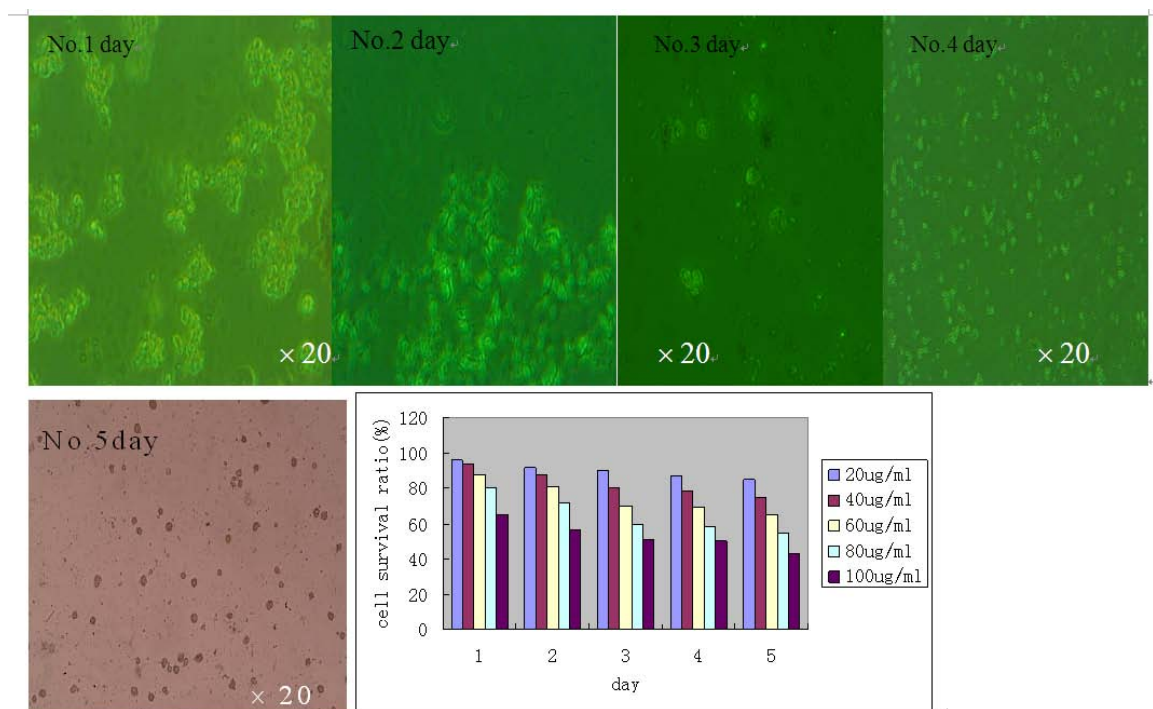 No.1 day
No.2 day
No.3 day
No.4 day
× 20
× 20
× 20
No.5day
× 20
cell survival ratio(%)
120
100
80
60
40
20
0
1 2 3 4 5
day
20ug/ml
40ug/ml
60ug/ml
80ug/ml
100ug/ml